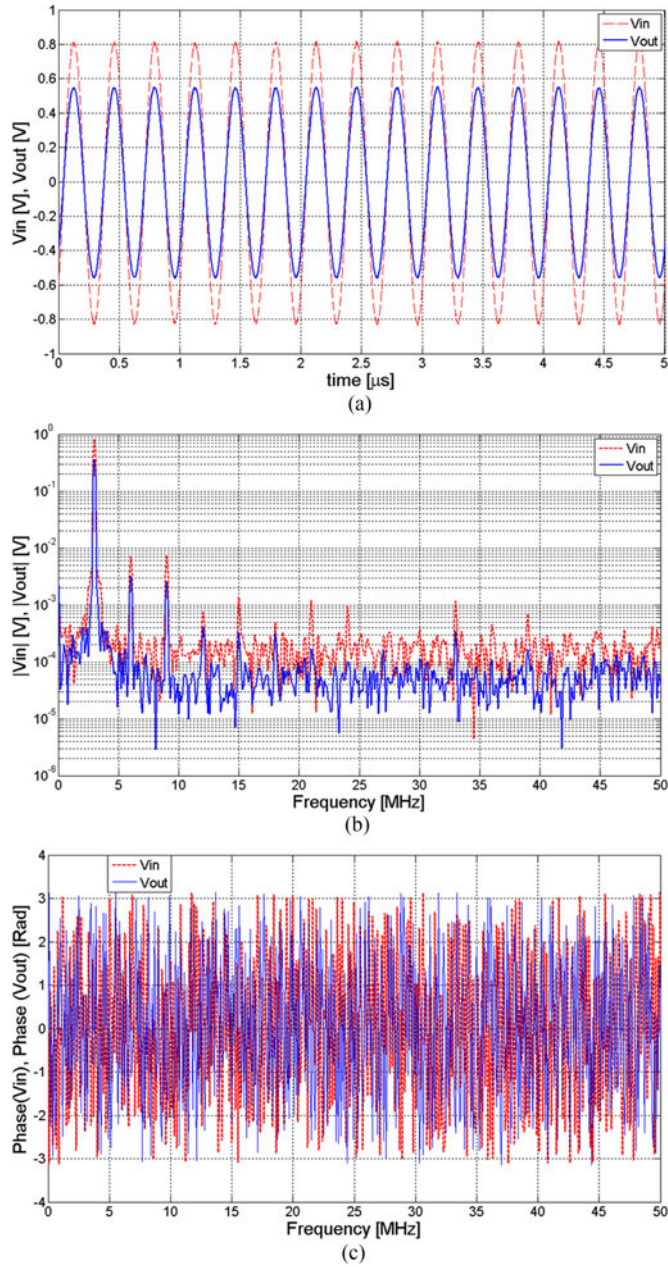 1
0.8
0.6
0.4
0.2
0
-0.2
-0.4
-0.6
-0.8
-1
Vin [V], Vout [V]
Vin
Vout
0 0.5 1 1.5 2 2.5 3 3.5 4 4.5 5
time [μs]
(a)
10^0
10^-1
10^-2
10^-3
10^-4
10^-5
10^-6
|Vin| [V], |Vout| [V]
Vin
Vout
0 5 10 15 20 25 30 35 40 45 50
Frequency [MHz]
(b)
4
3
2
1
0
-1
-2
-3
-4
Phase(Vin), Phase (Vout) [Rad]
Vin
Vout
0 5 10 15 20 25 30 35 40 45 50
Frequency [MHz]
(c)